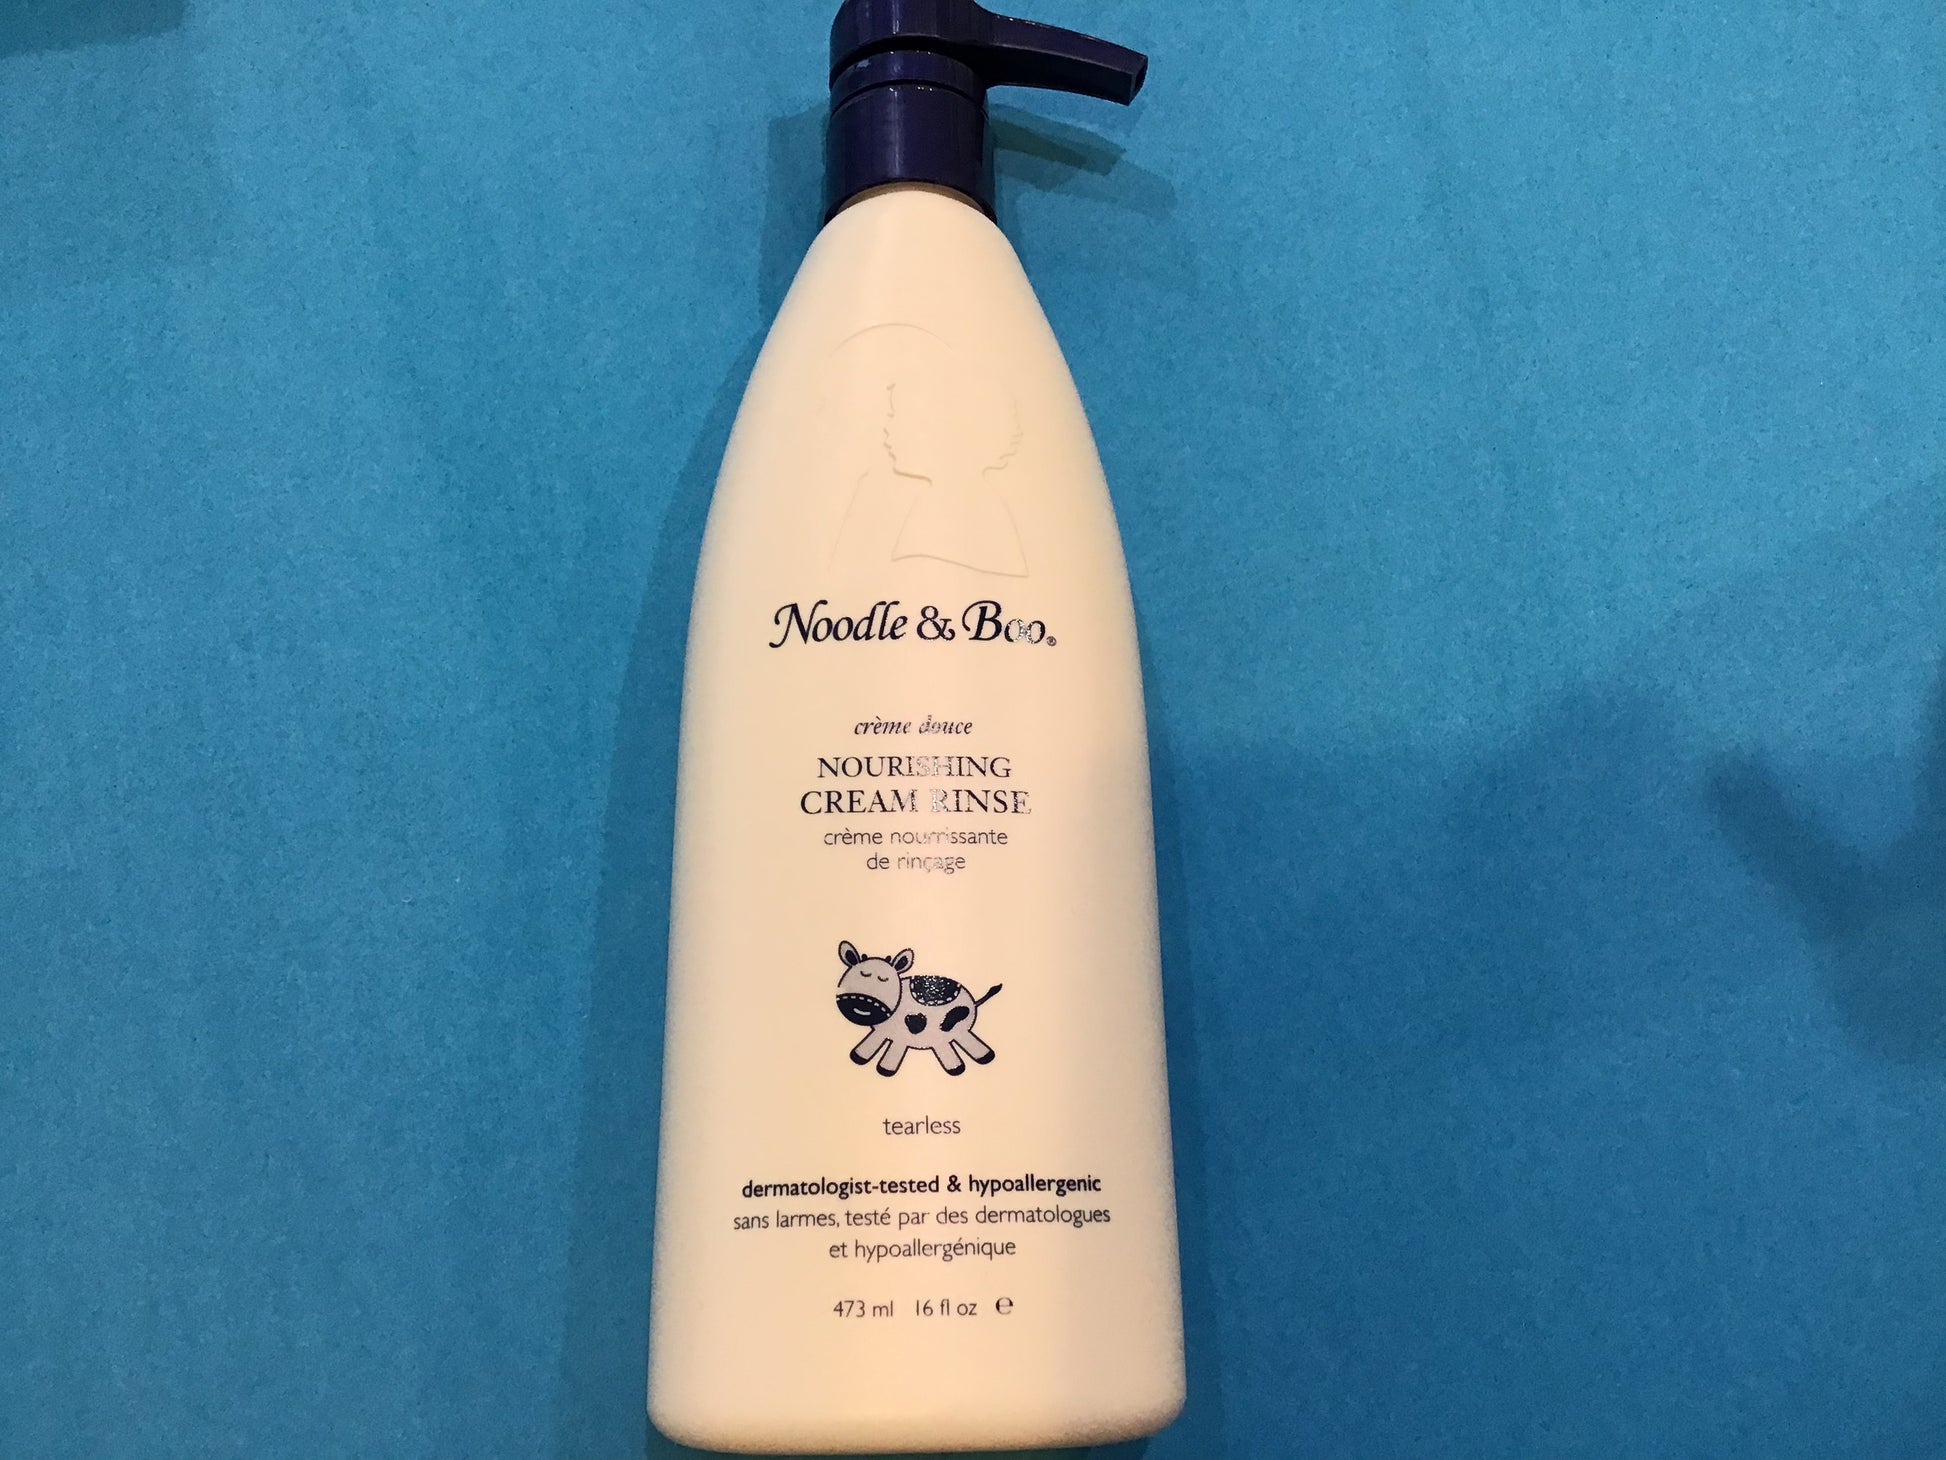 Noodle & Boo®
crème douce
NOURISHING
CREAM RINSE
crème nourrissante
de rinçage
tearless
dermatologist-tested & hypoallergenic
sans larmes, testé par des dermatologues
et hypoallergénique
473 ml 16 fl oz ℮